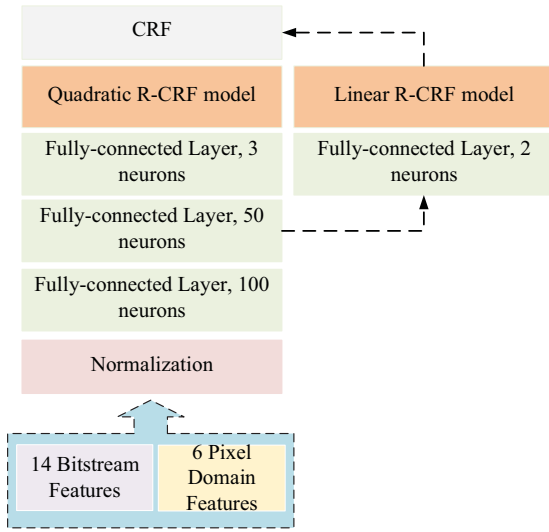 CRF
Quadratic R-CRF model
Linear R-CRF model
Fully-connected Layer, 3
neurons
Fully-connected Layer, 2
neurons
Fully-connected Layer, 50
neurons
Fully-connected Layer, 100
neurons
Normalization
14 Bitstream
Features
6 Pixel
Domain
Features